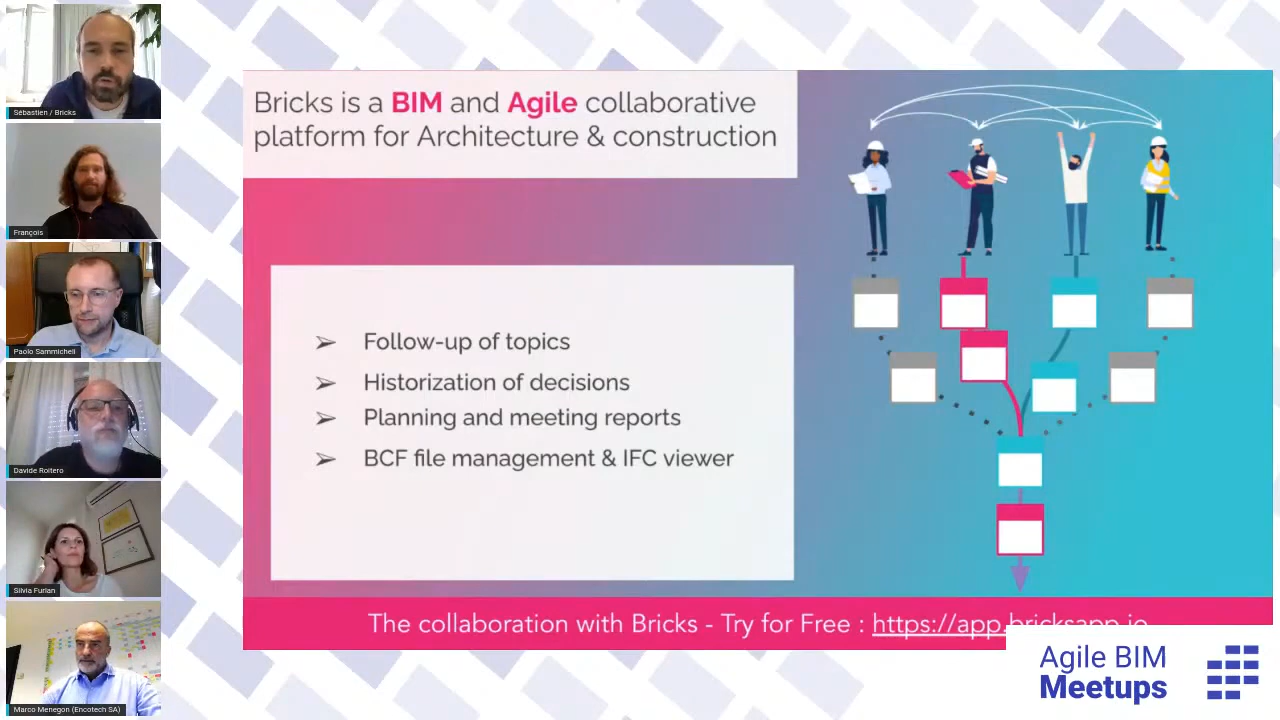 Sébastien / Bricks
François
Paolo Sammicheli
Davide Roitero
Silvia Furlan
Marco Menegon (Encotech SA)
Bricks is a BIM and Agile collaborative
platform for Architecture & construction
➢ Follow-up of topics
➢ Historization of decisions
➢ Planning and meeting reports
➢ BCF file management & IFC viewer
The collaboration with Bricks - Try for Free : https://app.bricksapp.io
Agile BIM
Meetups